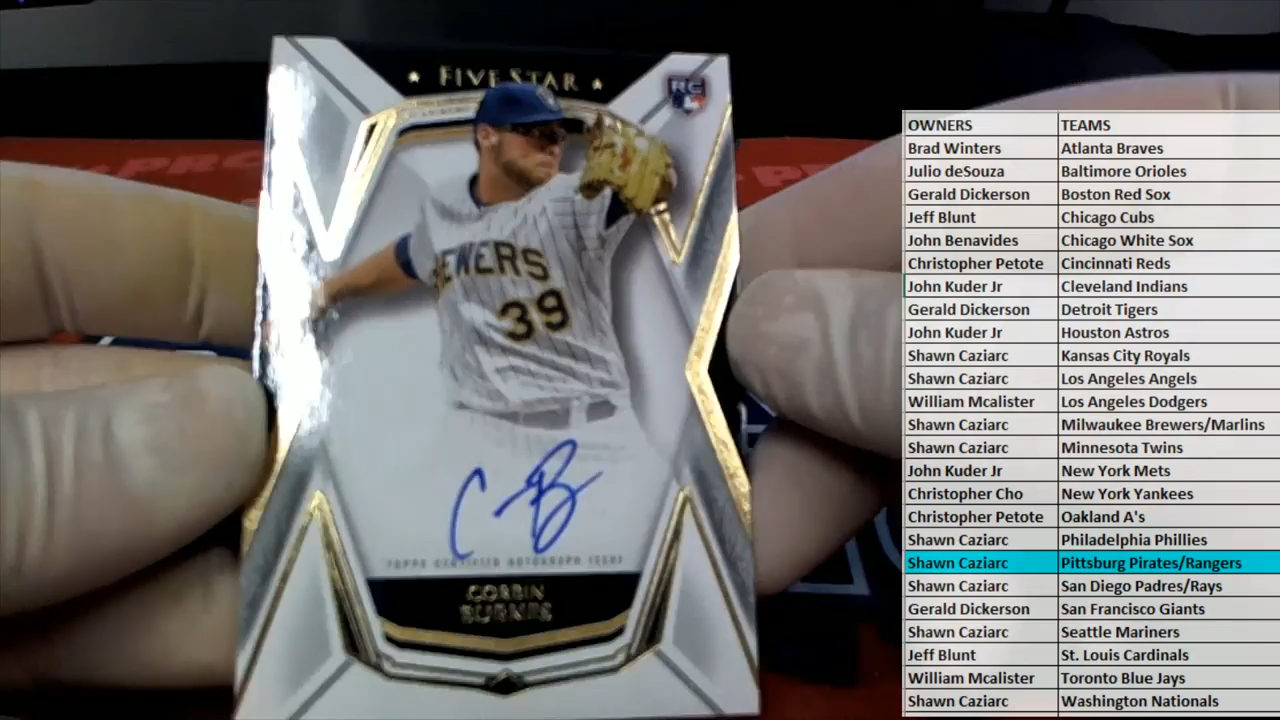 ★ FIVE STAR ★
RC
BREWERS
39
CB
TOPPS CERTIFIED AUTOGRAPH ISSUE
CORBIN
BURNES
OWNERS TEAMS
Brad Winters Atlanta Braves
Julio deSouza Baltimore Orioles
Gerald Dickerson Boston Red Sox
Jeff Blunt Chicago Cubs
John Benavides Chicago White Sox
Christopher Petote Cincinnati Reds
John Kuder Jr Cleveland Indians
Gerald Dickerson Detroit Tigers
John Kuder Jr Houston Astros
Shawn Caziarc Kansas City Royals
Shawn Caziarc Los Angeles Angels
William Mcalister Los Angeles Dodgers
Shawn Caziarc Milwaukee Brewers/Marlins
Shawn Caziarc Minnesota Twins
John Kuder Jr New York Mets
Christopher Cho New York Yankees
Christopher Petote Oakland A's
Shawn Caziarc Philadelphia Phillies
Shawn Caziarc Pittsburg Pirates/Rangers
Shawn Caziarc San Diego Padres/Rays
Gerald Dickerson San Francisco Giants
Shawn Caziarc Seattle Mariners
Jeff Blunt St. Louis Cardinals
William Mcalister Toronto Blue Jays
Shawn Caziarc Washington Nationals